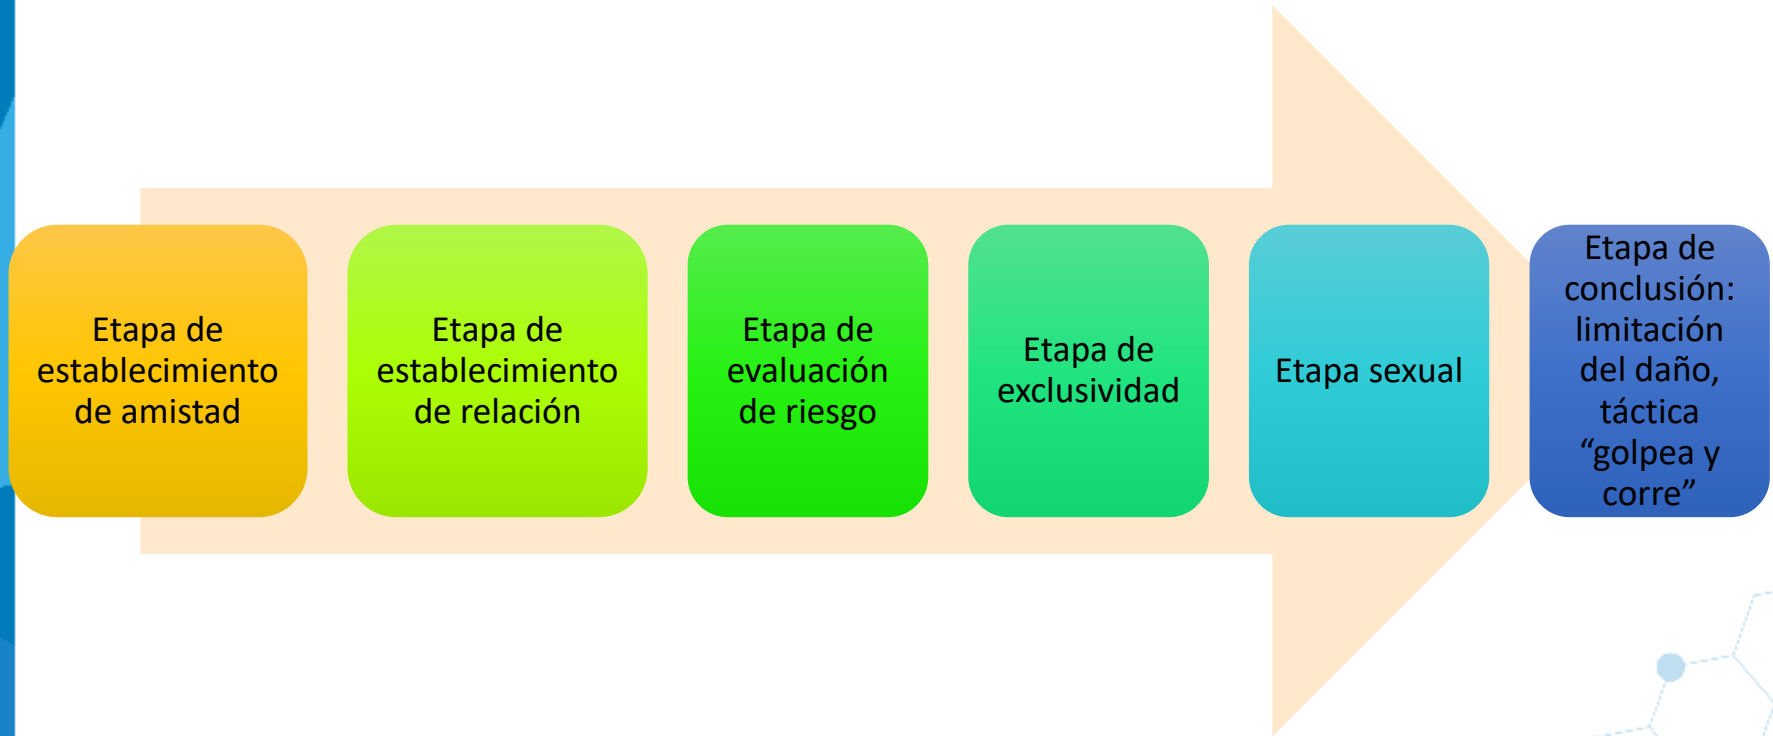 Etapa de
establecimiento
de amistad
Etapa de
establecimiento
de relación
Etapa de
evaluación
de riesgo
Etapa de
exclusividad
Etapa sexual
Etapa de
conclusión:
limitación
del daño,
táctica
“golpea y
corre”